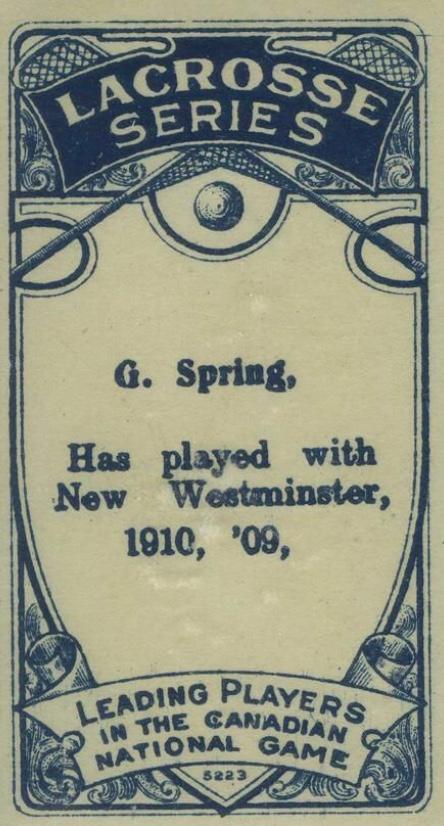 LACROSSE
SERIES
G. Spring,
Has played with
New Westminster,
1910, '09,
LEADING PLAYERS
IN THE CANADIAN
NATIONAL GAME
5223